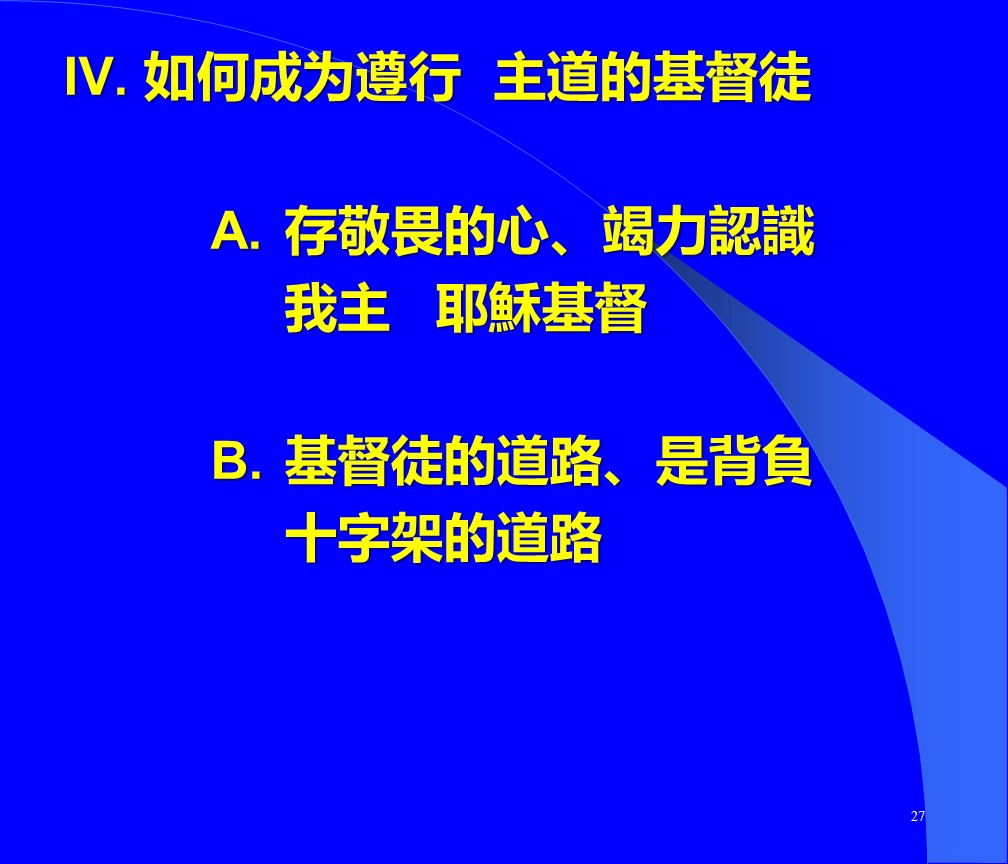 IV. 如何成为遵行  主道的基督徒
A. 存敬畏的心、竭力認識
我主   耶穌基督
B. 基督徒的道路、是背負
十字架的道路
27